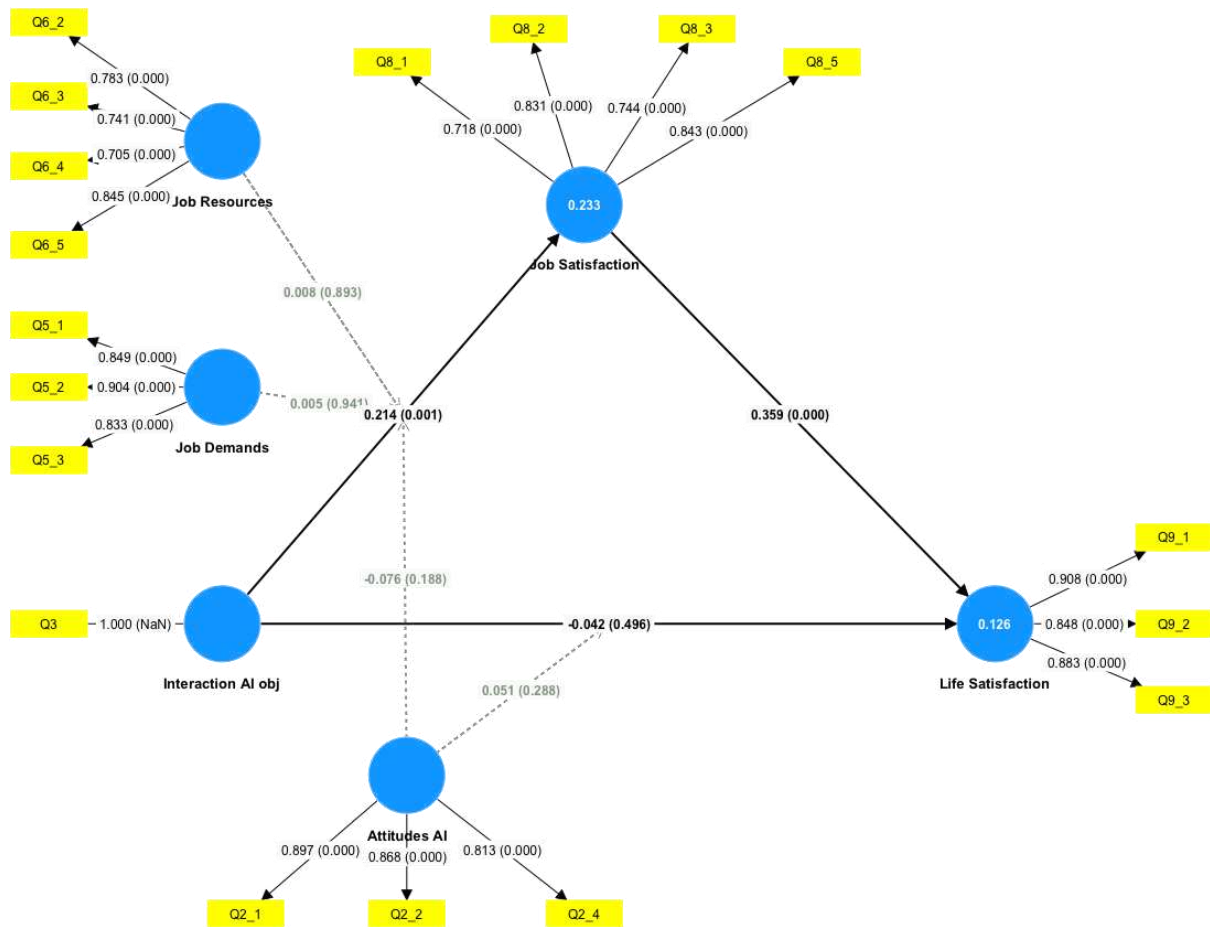 Q6_2
Q8_2
Q8_3
Q8_1
Q8_5
0.783 (0.000)
Q6_3
0.741 (0.000)
0.831 (0.000)
0.744 (0.000)
0.718 (0.000)
0.843 (0.000)
0.705 (0.000)
Q6_4
0.845 (0.000)
Job Resources
0.233
Q6_5
Job Satisfaction
0.008 (0.893)
Q5_1
0.849 (0.000)
Q5_2
0.904 (0.000)
0.005 (0.941)
0.214 (0.001)
0.359 (0.000)
0.833 (0.000)
Job Demands
Q5_3
Q9_1
-0.076 (0.188)
0.908 (0.000)
Q3
1.000 (NaN)
-0.042 (0.496)
0.126
0.848 (0.000)
Q9_2
0.883 (0.000)
Interaction AI obj
Life Satisfaction
0.051 (0.288)
Q9_3
Attitudes AI
0.897 (0.000)
0.868 (0.000)
0.813 (0.000)
Q2_1
Q2_2
Q2_4